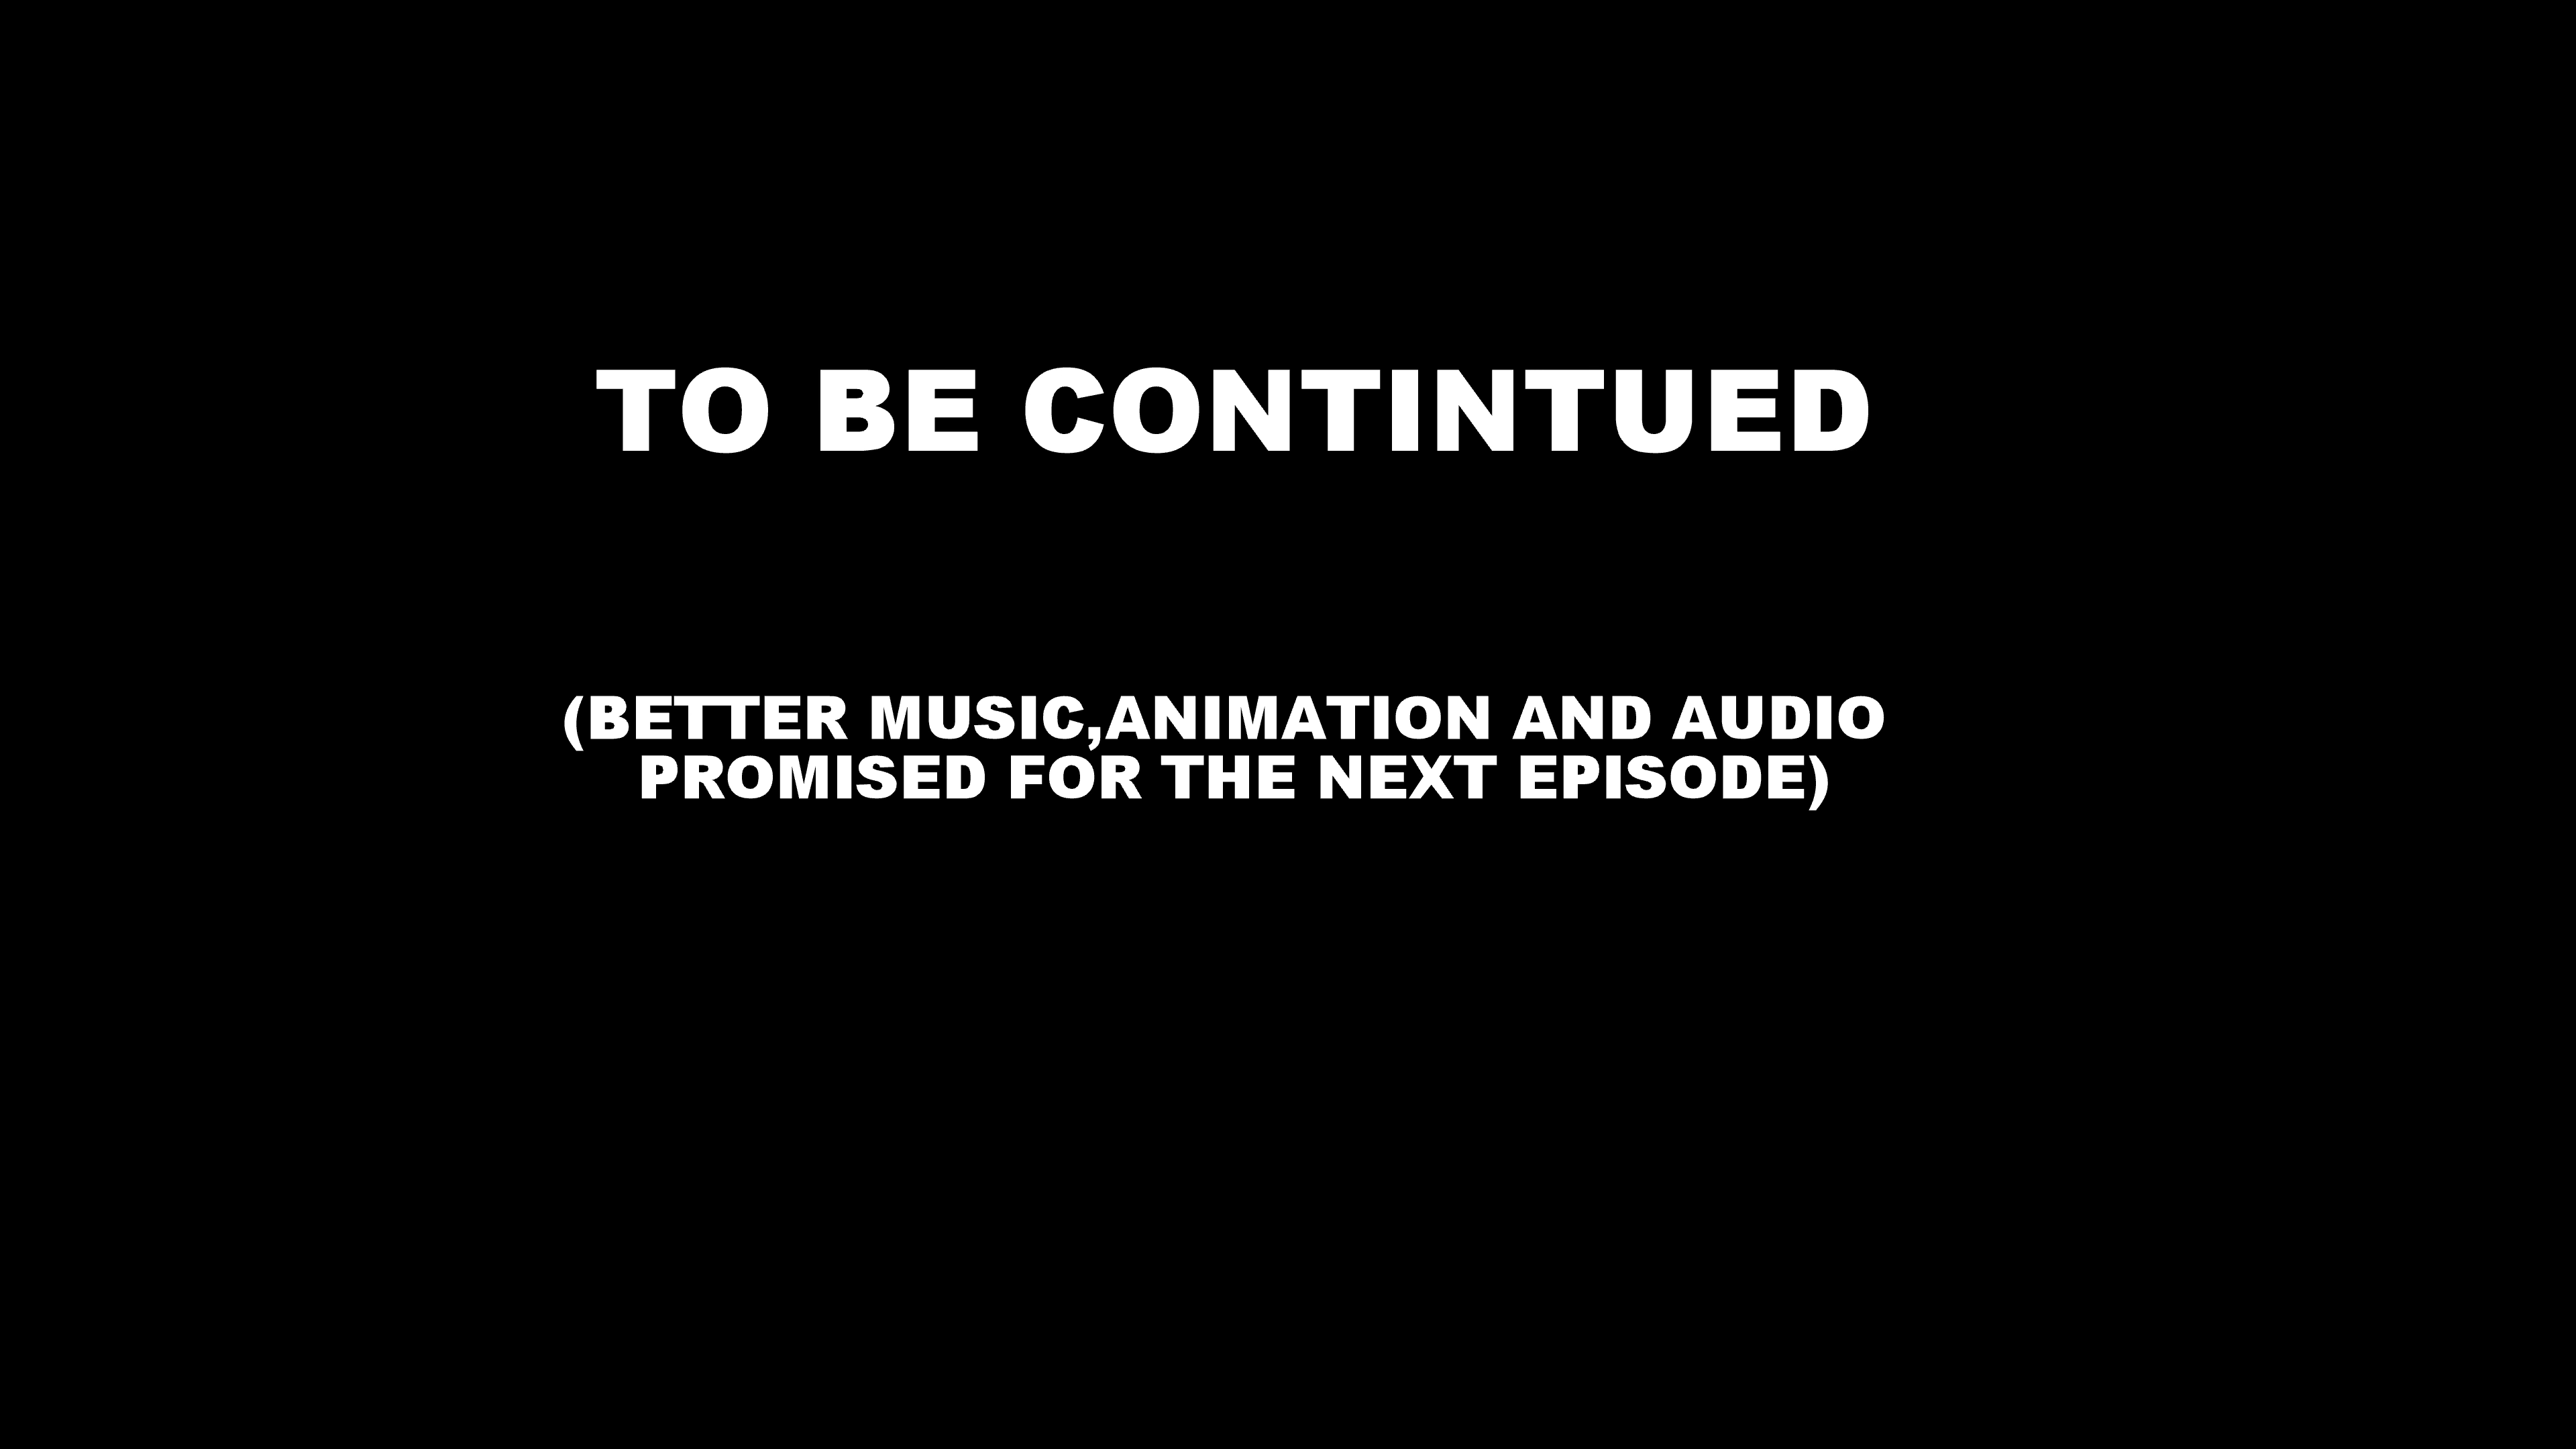 TO BE CONTINTUED
(BETTER MUSIC,ANIMATION AND AUDIO
PROMISED FOR THE NEXT EPISODE)